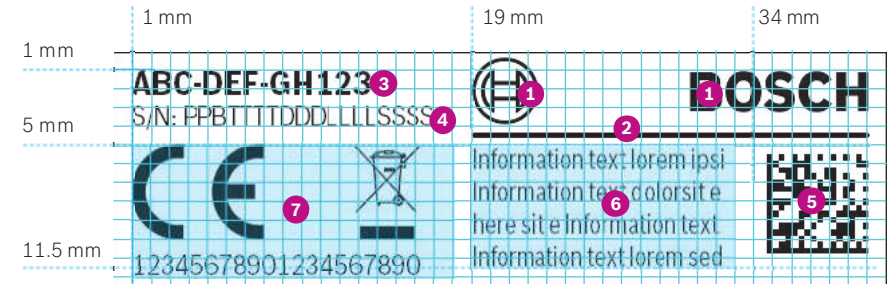 1 mm
19 mm
34 mm
1 mm
ABC-DEF-GH123 3
1
BOSCH 1
S/N: PPBTTTTDDDLLLLSSSS 4
5 mm
2
CE 7
Information text lorem ipsi
Information text colorsit e 6
here sit e Information text
Information text lorem sed
5
11.5 mm
12345678901234567890